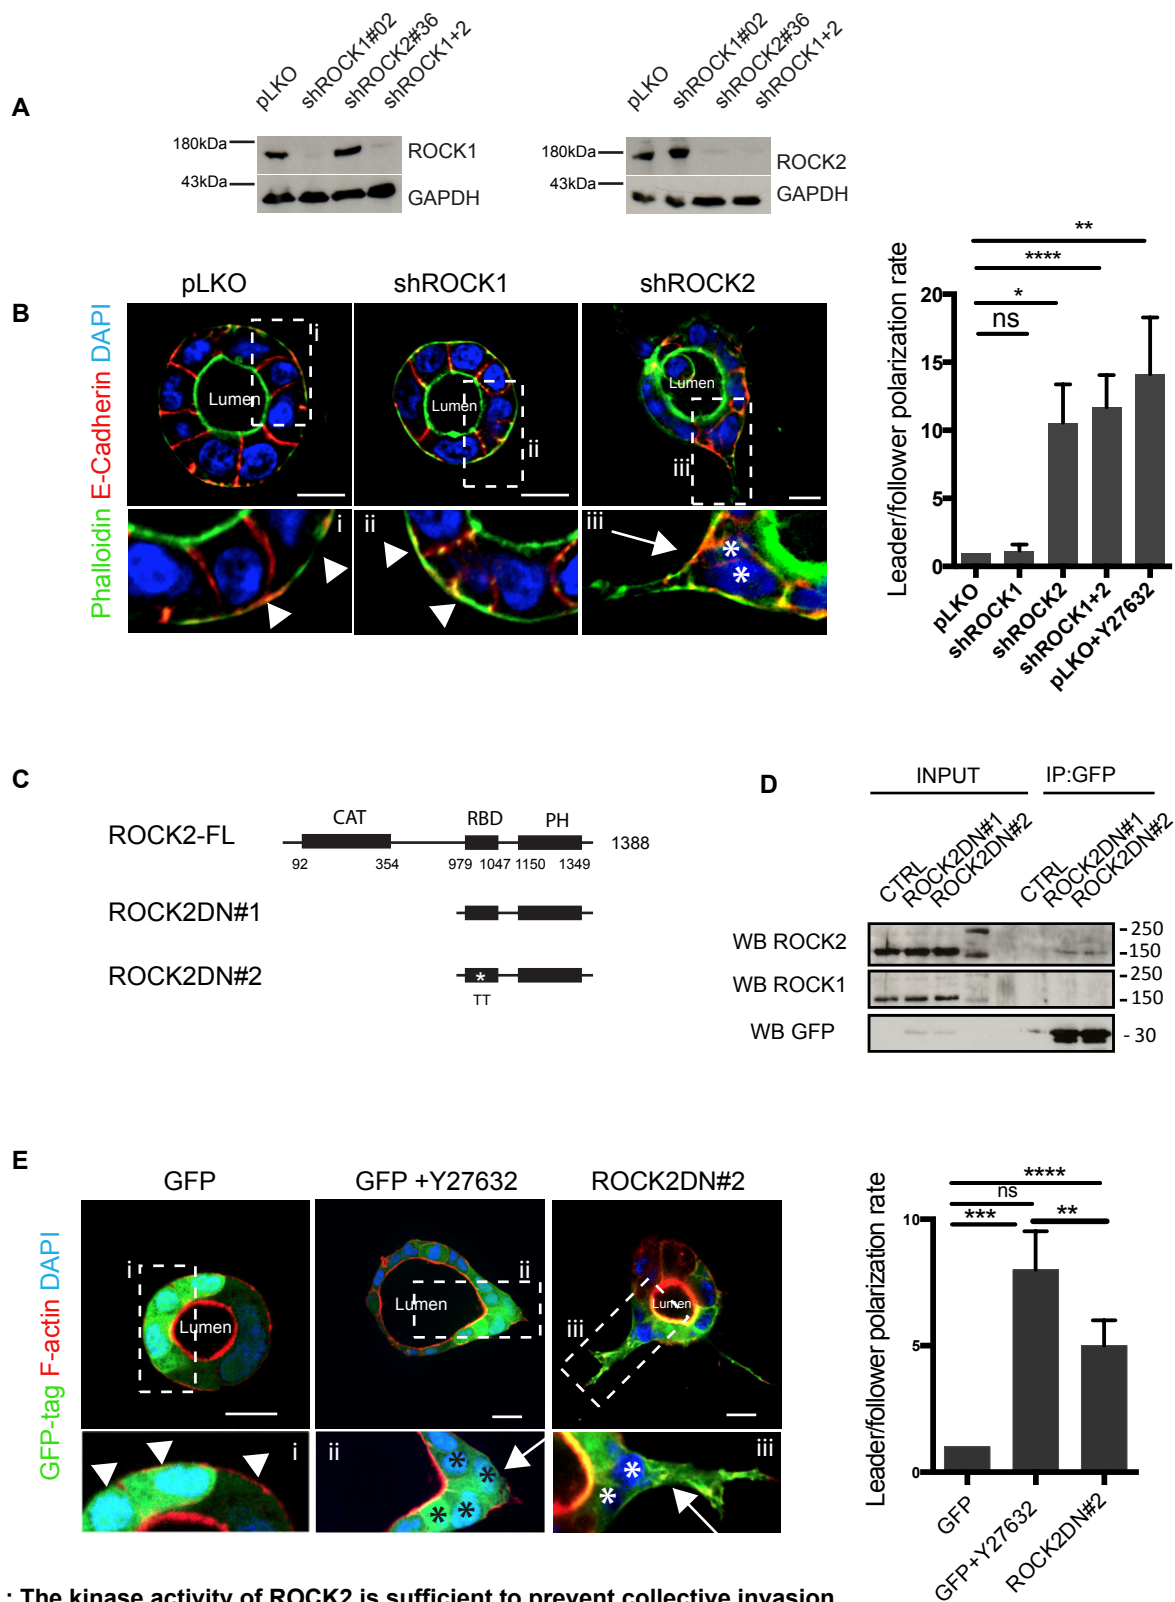 A
pLKO
shROCK1#02
shROCK2#36
shROCK1+2
180kDa
ROCK1
43kDa
GAPDH
pLKO
shROCK1#02
shROCK2#36
shROCK1+2
180kDa
ROCK2
43kDa
GAPDH
B
pLKO
shROCK1
shROCK2
Phalloidin E-Cadherin DAPI
Lumen
i
Lumen
ii
Lumen
iii
i
ii
iii
* *
Leader/follower polarization rate
**
****
*
ns
20
15
10
5
0
pLKO
shROCK1
shROCK2
shROCK1+2
pLKO+Y27632
C
ROCK2-FL
CAT
RBD
PH
1388
92 354 979 1047 1150 1349
ROCK2DN#1
ROCK2DN#2
*
TT
D
INPUT
IP:GFP
CTRL
ROCK2DN#1
ROCK2DN#2
CTRL
ROCK2DN#1
ROCK2DN#2
WB ROCK2
- 250
- 150
WB ROCK1
- 250
- 150
WB GFP
- 30
E
GFP
GFP +Y27632
ROCK2DN#2
GFP-tag F-actin DAPI
i
Lumen
ii
Lumen
iii
Lumen
i
ii
* * * *
iii
* *
Leader/follower polarization rate
****
ns
***
**
10
5
0
GFP
GFP+Y27632
ROCK2DN#2
: The kinase activity of ROCK2 is sufficient to prevent collective invasion